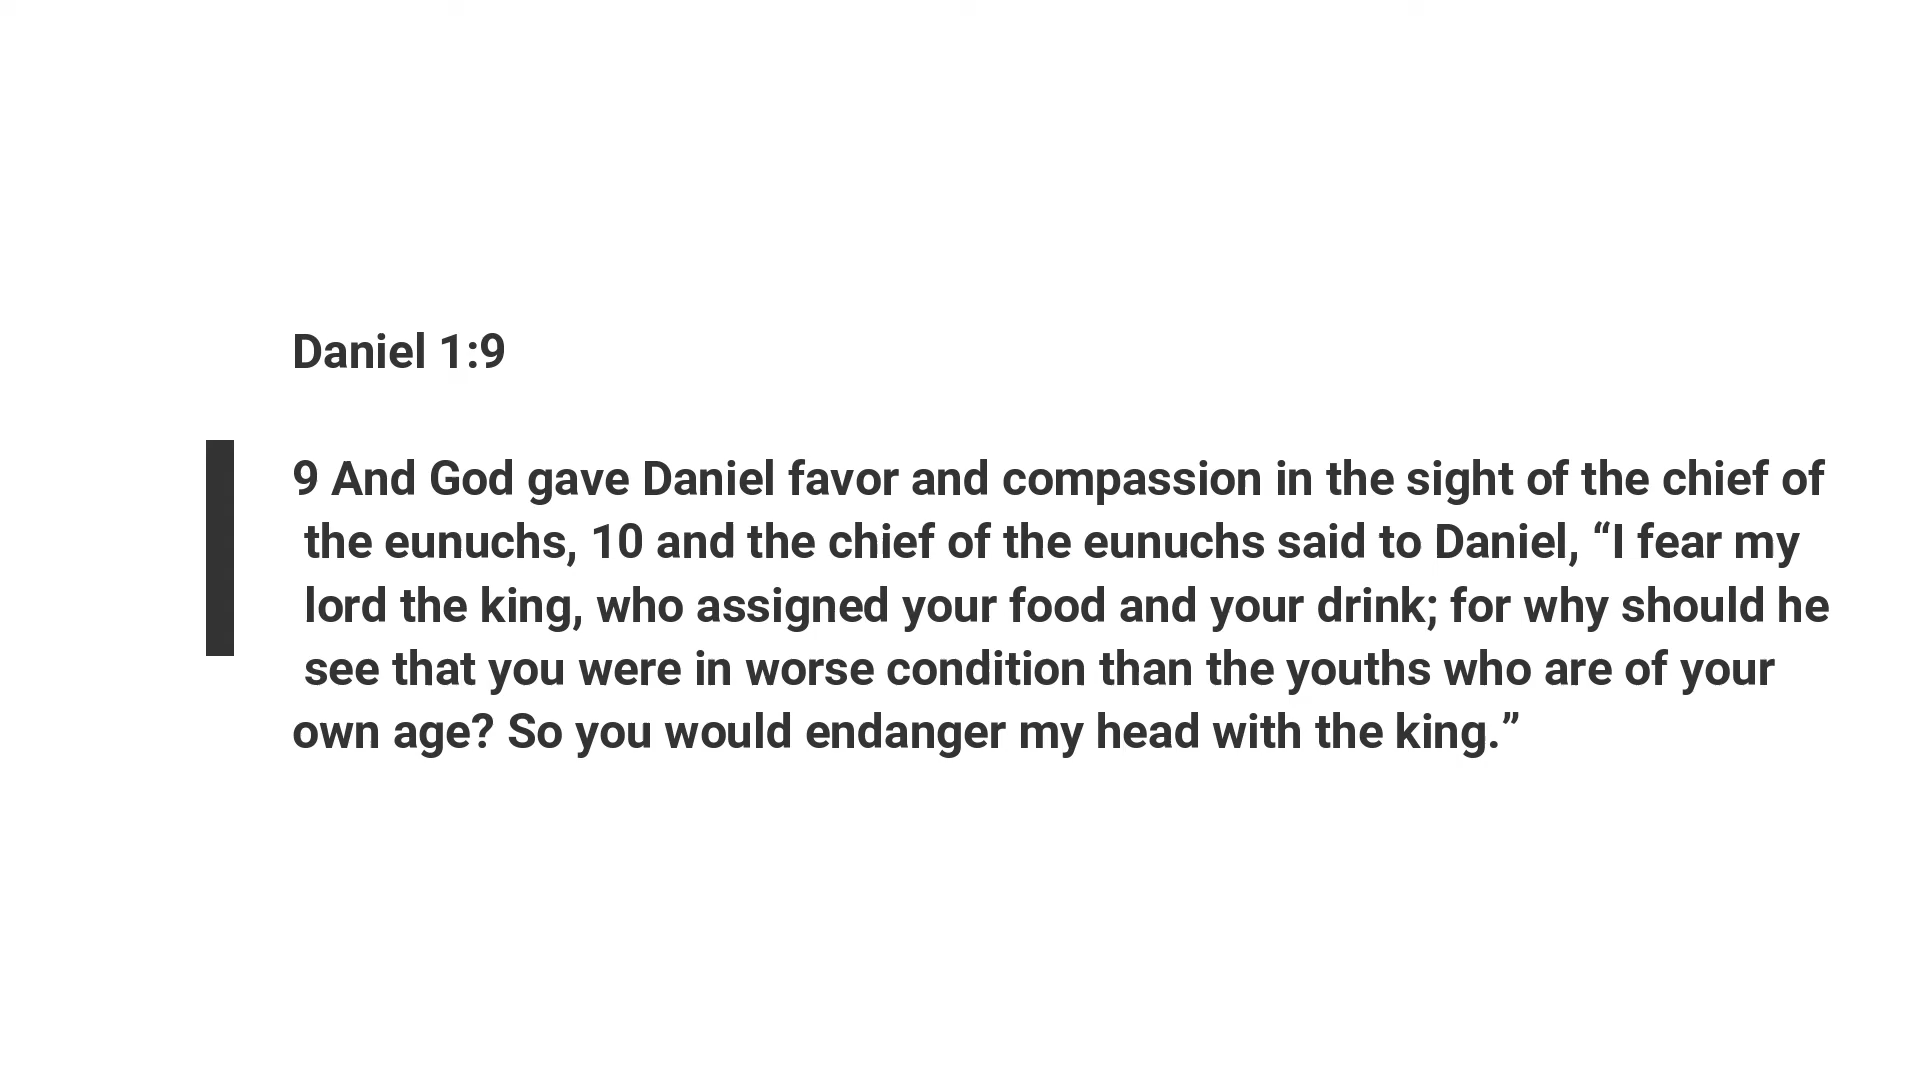 Daniel 1:9
9 And God gave Daniel favor and compassion in the sight of the chief of
the eunuchs, 10 and the chief of the eunuchs said to Daniel, “I fear my
lord the king, who assigned your food and your drink; for why should he
see that you were in worse condition than the youths who are of your
own age? So you would endanger my head with the king.”